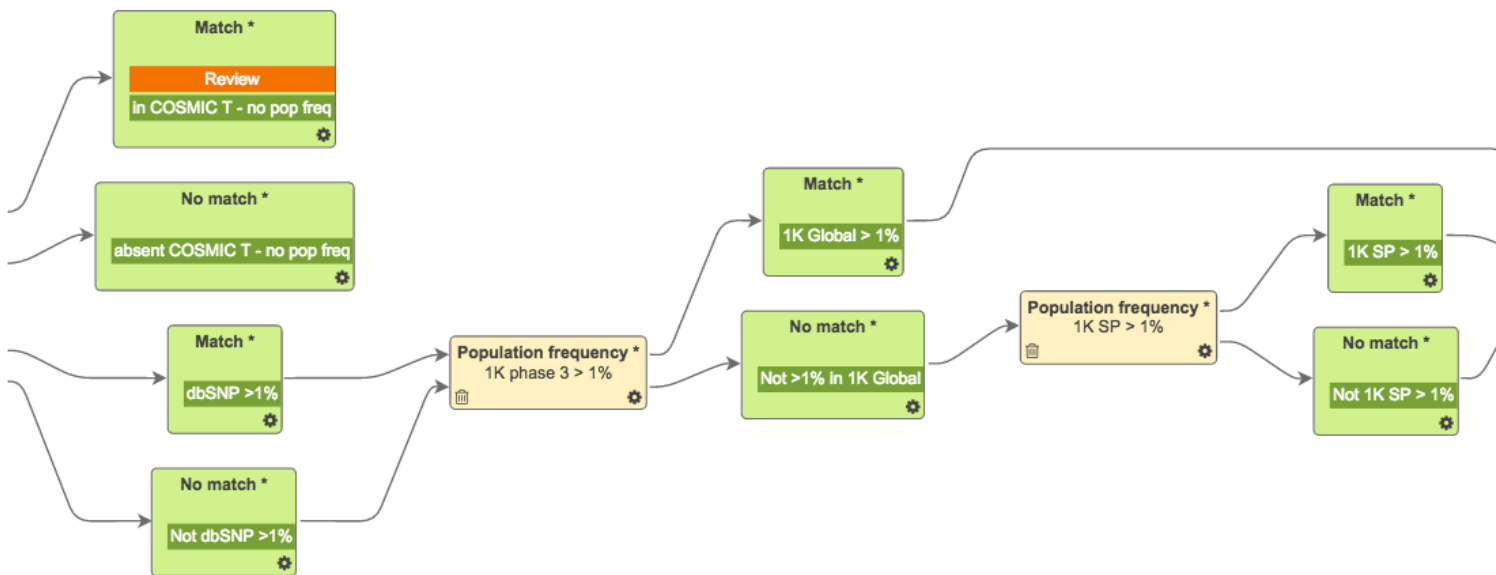 Match *
Review
in COSMIC T - no pop freq
No match *
absent COSMIC T - no pop freq
Match *
dbSNP >1%
No match *
Not dbSNP >1%
Population frequency *
1K phase 3 > 1%
Match *
1K Global > 1%
No match *
Not >1% in 1K Global
Population frequency *
1K SP > 1%
Match *
1K SP > 1%
No match *
Not 1K SP > 1%